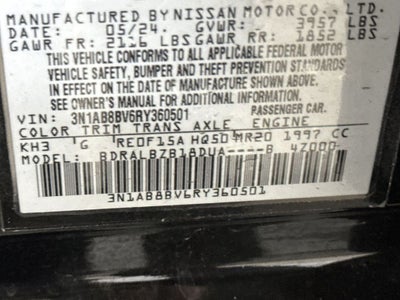 MANUFACTURED BY NISSAN MOTOR CO., LTD.
DATE: 05/24 GVWR: 3957 LBS
GAWR FR: 2116 LBS GAWR RR: 1852 LBS
THIS VEHICLE CONFORMS TO ALL APPLICABLE FEDERAL MOTOR
VEHICLE SAFETY, BUMPER AND THEFT PREVENTION STANDARDS
IN EFFECT ON THE DATE OF MANUFACTURE SHOWN ABOVE.
SEE OWNER'S MANUAL FOR ADDITIONAL INFORMATION
VIN: 3N1AB8BV6RY360501 PASSENGER CAR.
COLOR TRIM TRANS AXLE ENGINE
KH3 G RE0F15A HQ50 MR20 1997 CC
MODEL: BDRALBZB18DUA----B 4Z000-
3N1AB8BV6RY360501